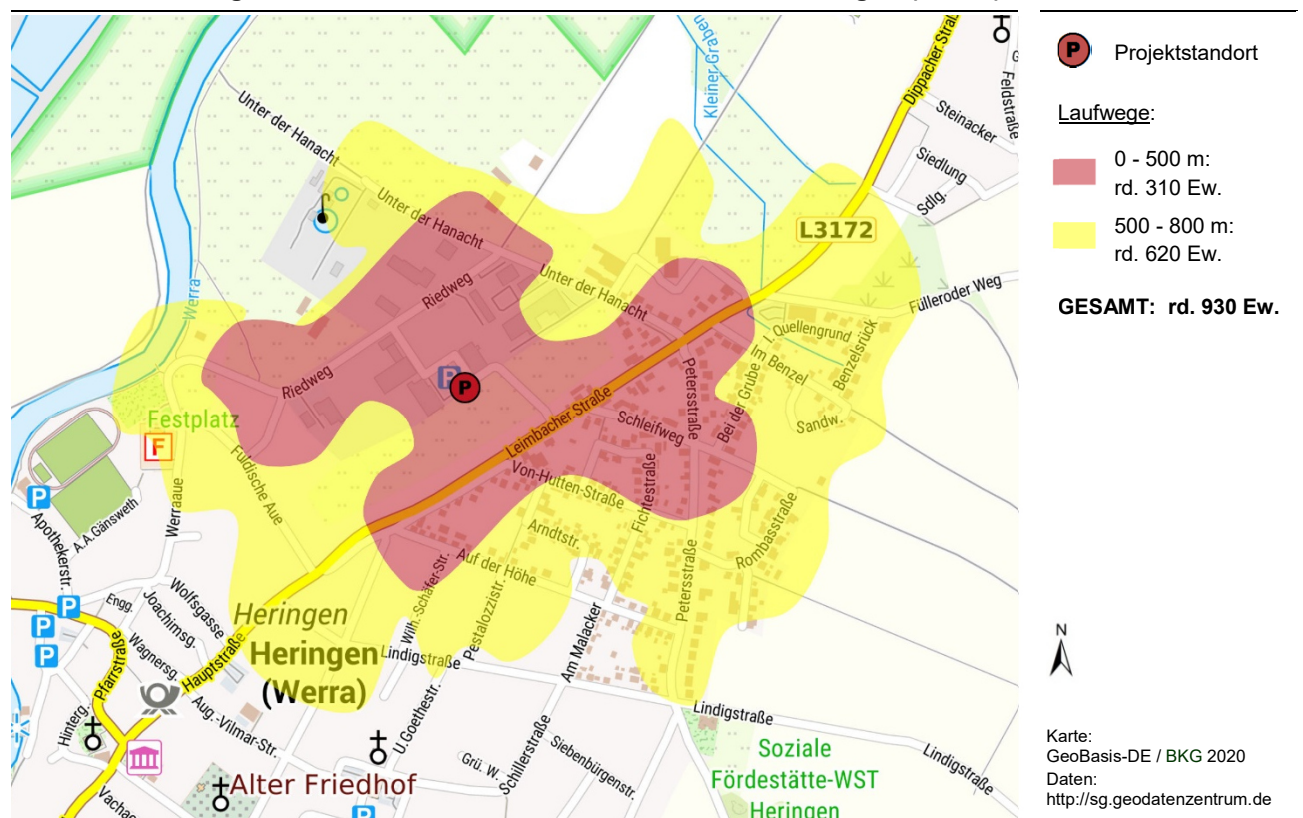 Unter der Hanacht
Kleiner Graben
Dippacher Straß
Feldstraße
Steinacker
Siedlung
Sdlg.
Unter der Hanacht
L3172
Werra
Riedweg
Unter der Hanacht
Fülleroder Weg
I. Quellengrund
Im Benzel
Benzelsrück
Riedweg
P
P
Petersstraße
Bei der Grube
Sandw.
Leimbacher Straße
Schleifweg
Festplatz
F
Fuldische Aue
Von-Hutten-Straße
Fichtestraße
P
Apothekerstr.
A.A.Gänsweth
Werraaue
Arndtstr.
Rombasstraße
Auf der Höhe
Petersstraße
Wilh.-Schäfer-Str.
Pestalozzistr.
Am Malacker
Engg.
Joachimsg.
Wolfsgasse
P
P
P
Heringen
Heringen
(Werra)
Lindigstraße
Pfarrstraße
Wagnersg.
Hauptstraße
Hinterg.
Aug.-Vilmar-Str.
U.Goethestr.
Grü. W.
Schillerstraße
Siebenbürgenstr.
Lindigstraße
Lindigstraße
Soziale
Fördestätte-WST
Heringen
Alter Friedhof
Vacha
P
P Projektstandort
Laufwege:
0 - 500 m:
rd. 310 Ew.
500 - 800 m:
rd. 620 Ew.
GESAMT: rd. 930 Ew.
N
Karte:
GeoBasis-DE / BKG 2020
Daten:
http://sg.geodatenzentrum.de